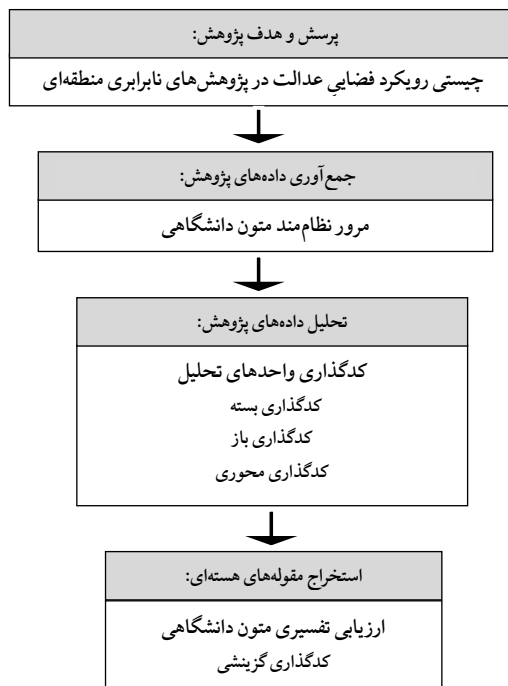 پرسش و هدف پژوهش:
چیستی رویکرد فضاییِ عدالت در پژوهش‌های نابرابری منطقه‌ای
جمع‌آوری داده‌های پژوهش:
مرور نظام‌مند متون دانشگاهی
تحلیل داده‌های پژوهش:
کدگذاری واحدهای تحلیل
کدگذاری بسته
کدگذاری باز
کدگذاری محوری
استخراج مقوله‌های هسته‌ای:
ارزیابی تفسیری متون دانشگاهی
کدگذاری گزینشی